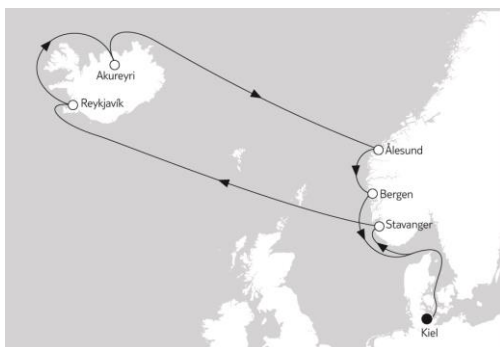 Akureyri
Reykjavík
Ålesund
Bergen
Stavanger
Kiel